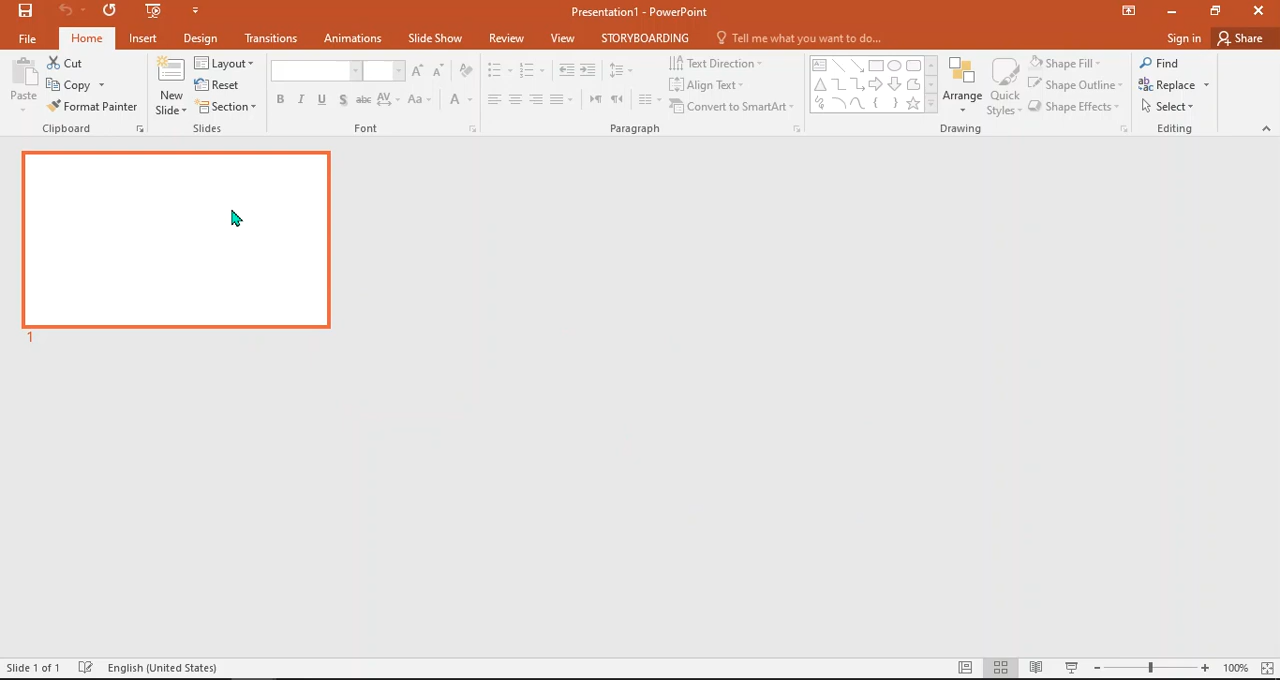 Presentation1 - PowerPoint
File Home Insert Design Transitions Animations Slide Show Review View STORYBOARDING Tell me what you want to do... Sign in Share
Paste
Cut
Copy
Format Painter
Clipboard
New
Slide
Layout
Reset
Section
Slides
B I U S abc AV Aa A
A A
Font
Paragraph
Text Direction
Align Text
Convert to SmartArt
Arrange
Quick
Styles
Shape Fill
Shape Outline
Shape Effects
Drawing
Find
Replace
Select
Editing
1
Slide 1 of 1 English (United States) 100%